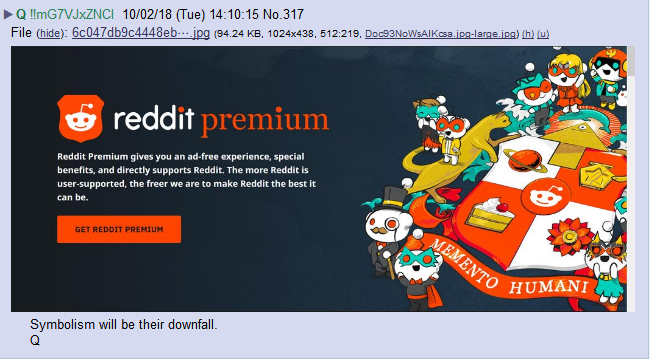 ▶ Q !!mG7VJxZNCI 10/02/18 (Tue) 14:10:15 No.317
File (hide): 6c047db9c4448eb⋯.jpg (94.24 KB, 1024x438, 512:219, Doc93NoWsAIKcsa.jpg-large.jpg) (h) (u)
reddit premium
Reddit Premium gives you an ad-free experience, special
benefits, and directly supports Reddit. The more Reddit is
user-supported, the freer we are to make Reddit the best it
can be.
GET REDDIT PREMIUM
MEMENTO HUMANI
Symbolism will be their downfall.
Q